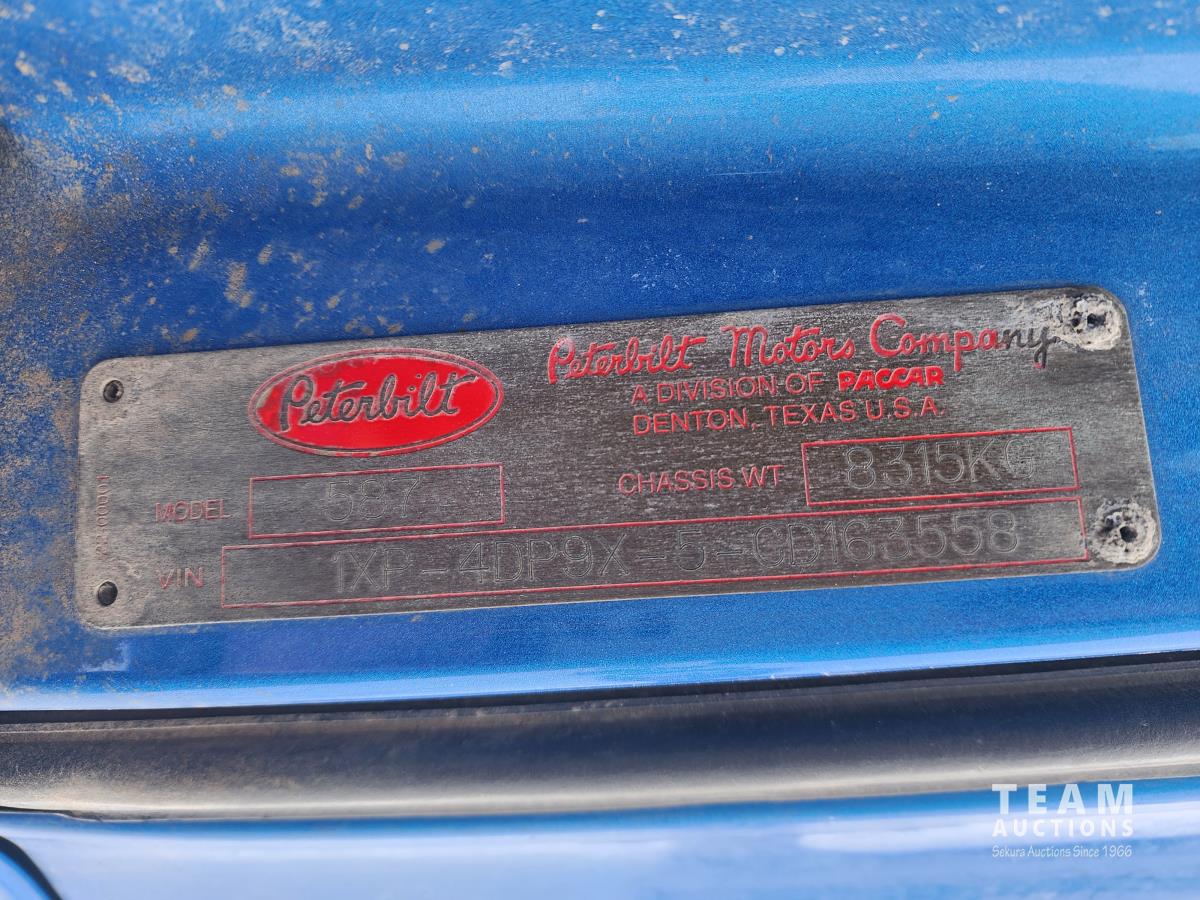 Peterbilt
Peterbilt Motors Company
A DIVISION OF PACCAR
DENTON, TEXAS U.S.A.
MODEL 587
CHASSIS WT 8315KG
VIN 1XP-4DP9X-5-CD163558
TEAM
AUCTIONS
Sekura Auctions Since 1966